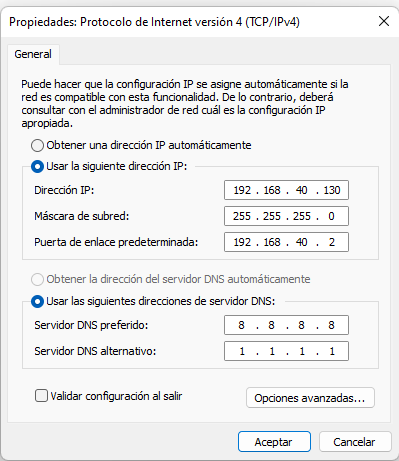 Propiedades: Protocolo de Internet versión 4 (TCP/IPv4)
General
Puede hacer que la configuración IP se asigne automáticamente si la
red es compatible con esta funcionalidad. De lo contrario, deberá
consultar con el administrador de red cuál es la configuración IP
apropiada.
Obtener una dirección IP automáticamente
Usar la siguiente dirección IP:
Dirección IP: 192 . 168 . 40 . 130
Máscara de subred: 255 . 255 . 255 . 0
Puerta de enlace predeterminada: 192 . 168 . 40 . 2
Obtener la dirección del servidor DNS automáticamente
Usar las siguientes direcciones de servidor DNS:
Servidor DNS preferido: 8 . 8 . 8 . 8
Servidor DNS alternativo: 1 . 1 . 1 . 1
Validar configuración al salir
Opciones avanzadas...
Aceptar Cancelar